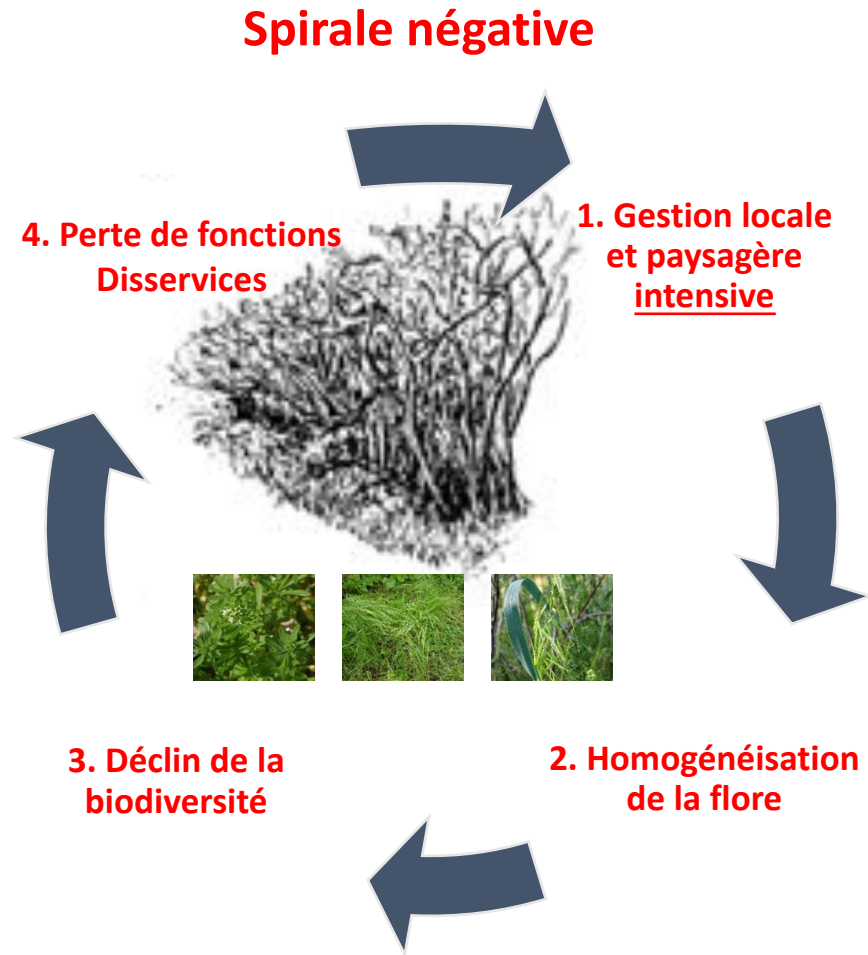 Spirale négative
1. Gestion locale
et paysagère
intensive
2. Homogénéisation
de la flore
3. Déclin de la
biodiversité
4. Perte de fonctions
Disservices